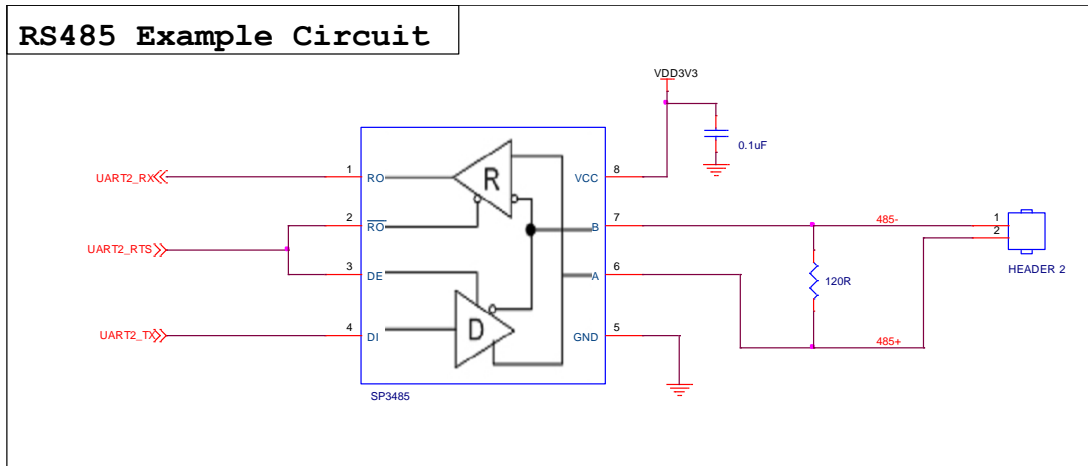 RS485 Example Circuit
VDD3V3
0.1uF
UART2_RX
1
RO
R
VCC
8
2
RO
B
7
485-
1
2
UART2_RTS
HEADER 2
3
DE
A
6
120R
D
UART2_TX
4
DI
GND
5
485+
SP3485